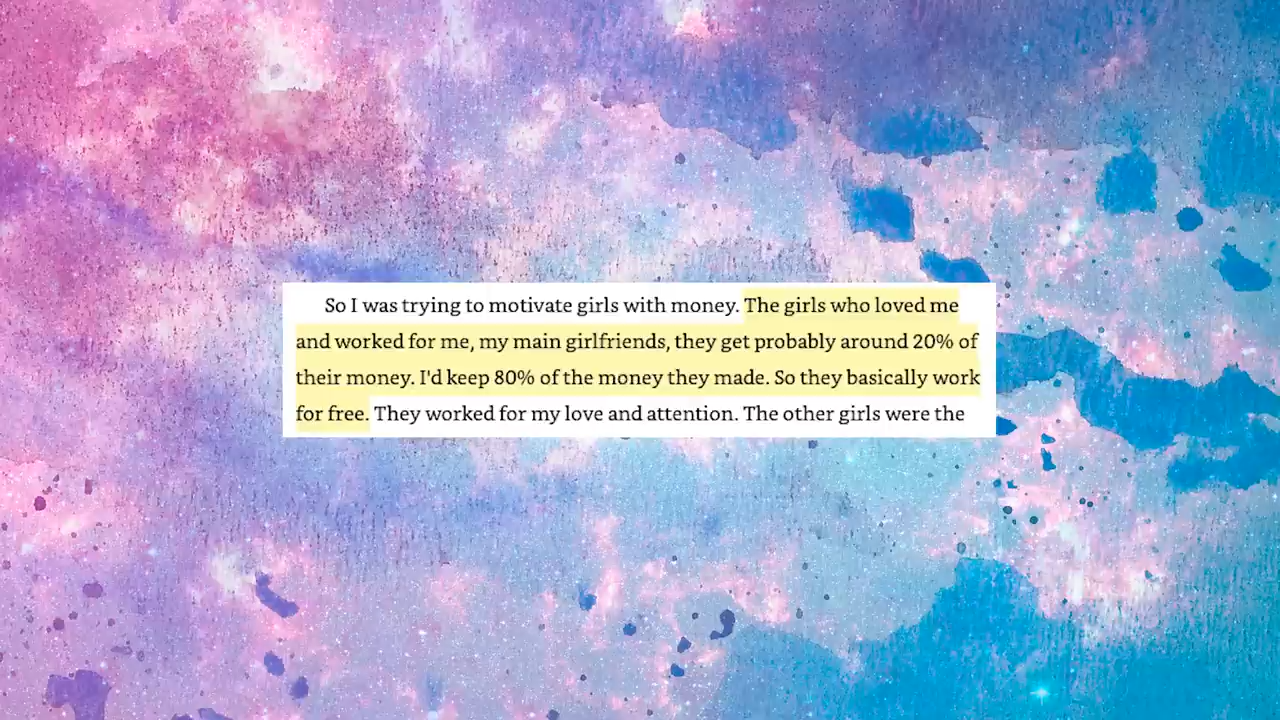 So I was trying to motivate girls with money. The girls who loved me
and worked for me, my main girlfriends, they get probably around 20% of
their money. I'd keep 80% of the money they made. So they basically work
for free. They worked for my love and attention. The other girls were the